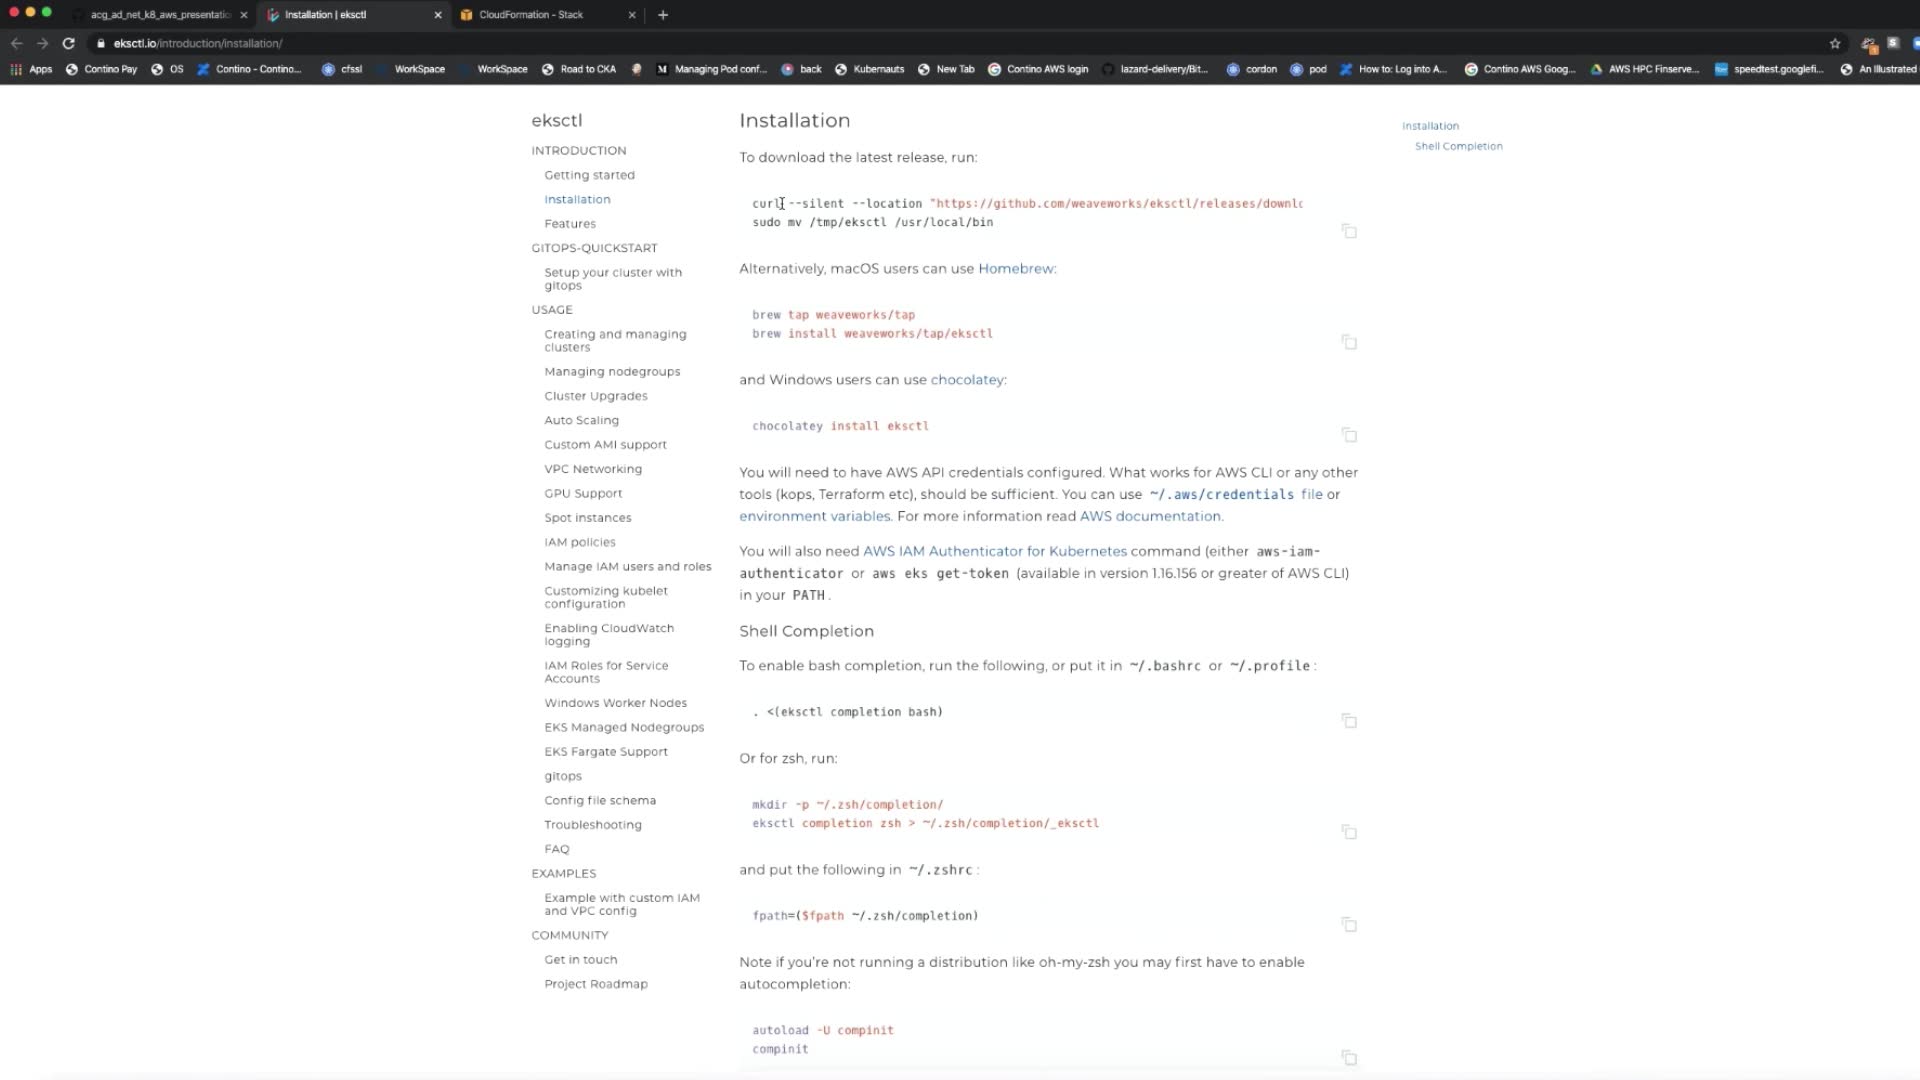 acg_ad_net_k8_aws_presentatio
Installation | eksctl
CloudFormation - Stack
eksctl.io/introduction/installation/
Apps
Contino Pay
OS
Contino - Contino...
cfssl
WorkSpace
WorkSpace
Road to CKA
Managing Pod conf...
back
Kubernauts
New Tab
Contino AWS login
lazard-delivery/Bit...
cordon
pod
How to: Log into A...
Contino AWS Goog...
AWS HPC Finserve...
speedtest.googlefi...
An Illustrated
eksctl
INTRODUCTION
Getting started
Installation
Features
GITOPS-QUICKSTART
Setup your cluster with
gitops
USAGE
Creating and managing
clusters
Managing nodegroups
Cluster Upgrades
Auto Scaling
Custom AMI support
VPC Networking
GPU Support
Spot instances
IAM policies
Manage IAM users and roles
Customizing kubelet
configuration
Enabling CloudWatch
logging
IAM Roles for Service
Accounts
Windows Worker Nodes
EKS Managed Nodegroups
EKS Fargate Support
gitops
Config file schema
Troubleshooting
FAQ
EXAMPLES
Example with custom IAM
and VPC config
COMMUNITY
Get in touch
Project Roadmap
Installation
To download the latest release, run:
curl --silent --location "https://github.com/weaveworks/eksctl/releases/downlo
sudo mv /tmp/eksctl /usr/local/bin
Alternatively, macOS users can use Homebrew:
brew tap weaveworks/tap
brew install weaveworks/tap/eksctl
and Windows users can use chocolatey:
chocolatey install eksctl
You will need to have AWS API credentials configured. What works for AWS CLI or any other
tools (kops, Terraform etc), should be sufficient. You can use ~/.aws/credentials file or
environment variables. For more information read AWS documentation.
You will also need AWS IAM Authenticator for Kubernetes command (either aws-iam-
authenticator or aws eks get-token (available in version 1.16.156 or greater of AWS CLI)
in your PATH.
Shell Completion
To enable bash completion, run the following, or put it in ~/.bashrc or ~/.profile:
. <(eksctl completion bash)
Or for zsh, run:
mkdir -p ~/.zsh/completion/
eksctl completion zsh > ~/.zsh/completion/_eksctl
and put the following in ~/.zshrc:
fpath=($fpath ~/.zsh/completion)
Note if you're not running a distribution like oh-my-zsh you may first have to enable
autocompletion:
autoload -U compinit
compinit
Installation
Shell Completion